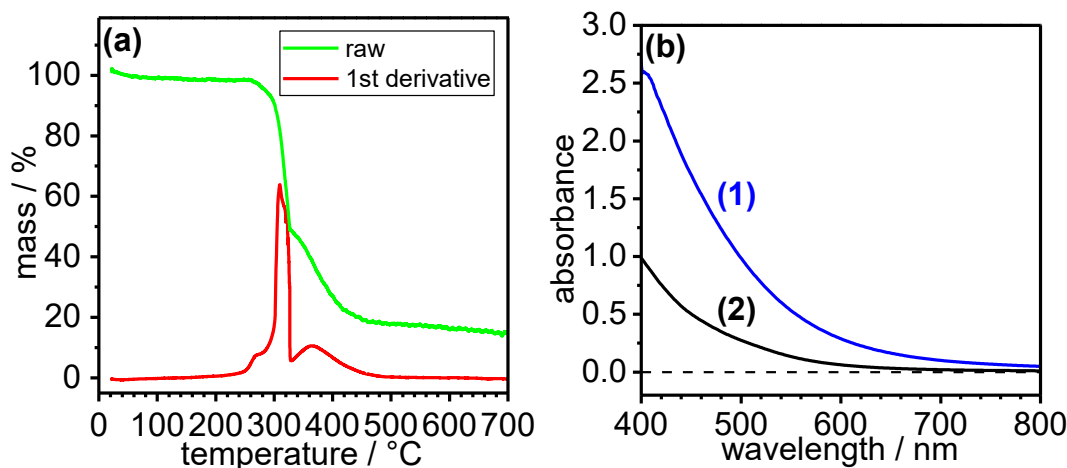 (a)
raw
1st derivative
mass / %
100
80
60
40
20
0
0 100 200 300 400 500 600 700
temperature / °C
(b)
(1)
(2)
absorbance
3.0
2.5
2.0
1.5
1.0
0.5
0.0
400 500 600 700 800
wavelength / nm